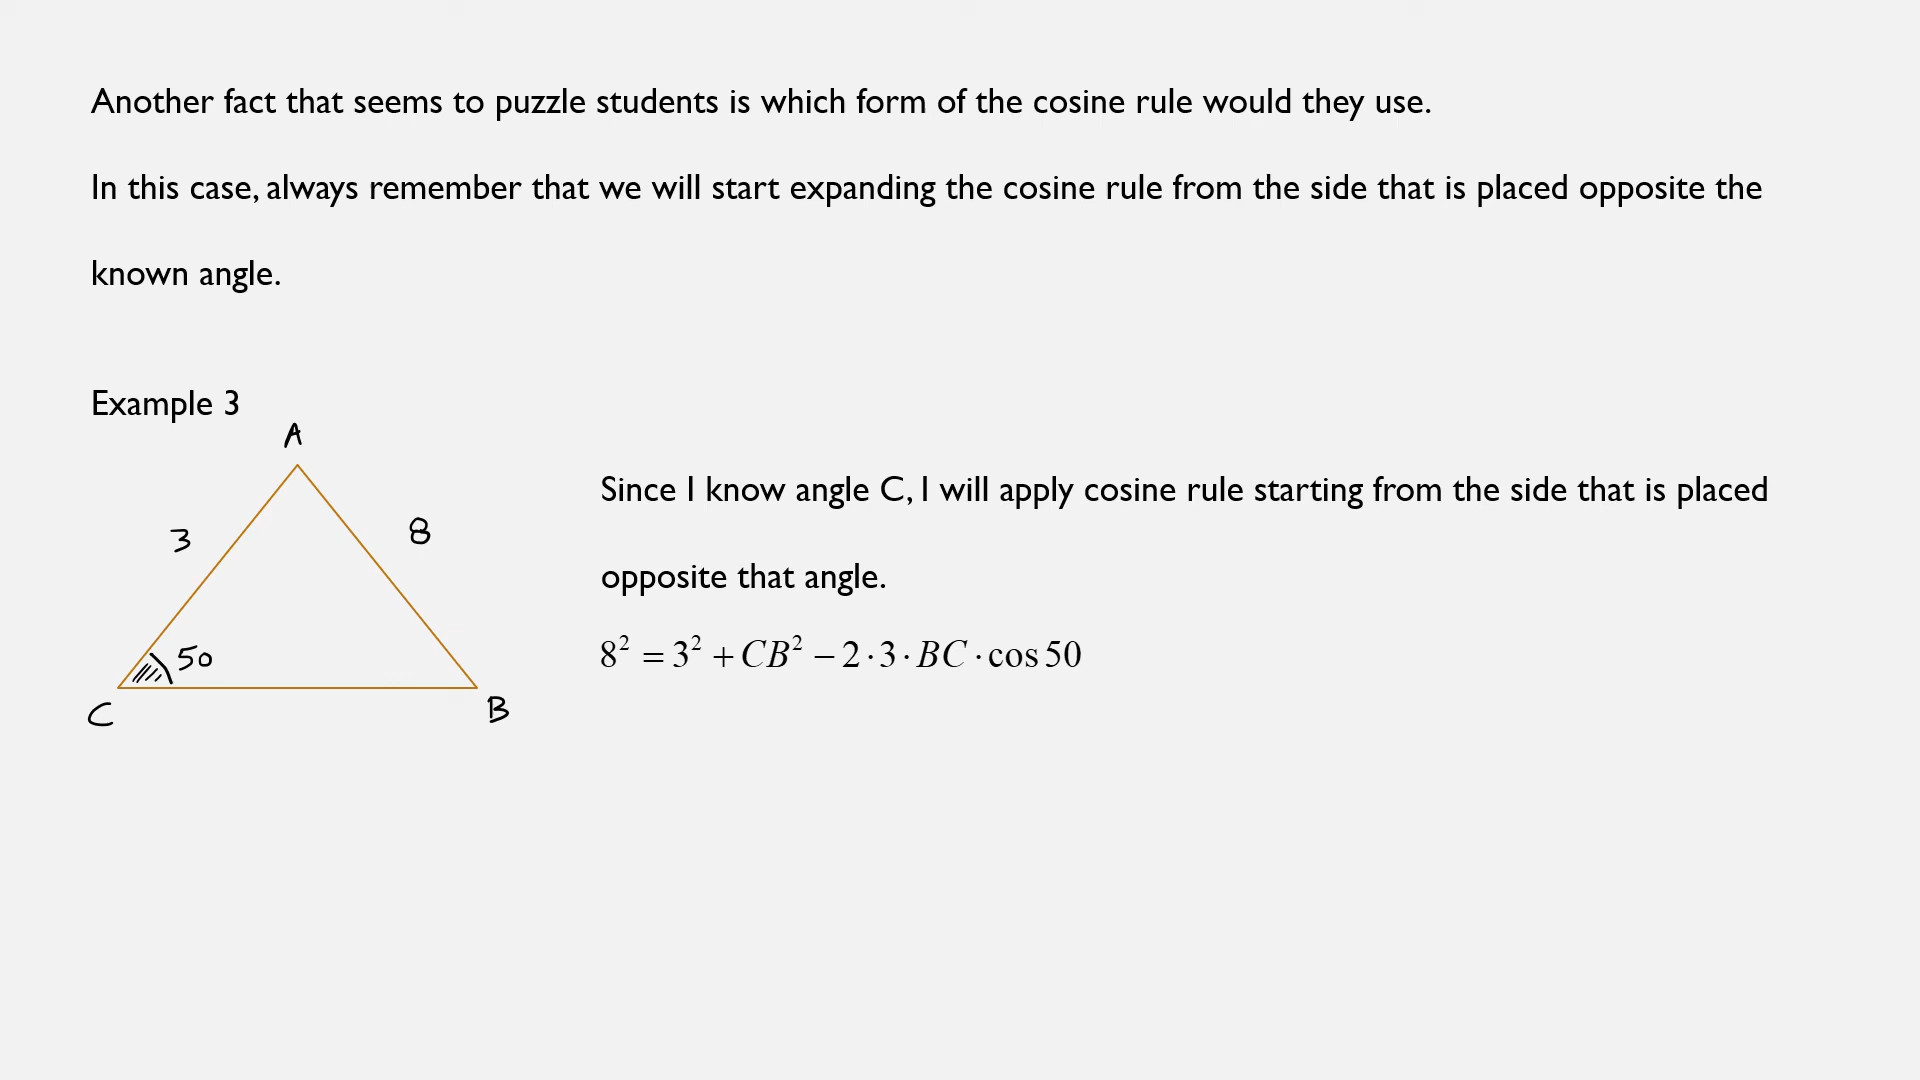 Another fact that seems to puzzle students is which form of the cosine rule would they use.
In this case, always remember that we will start expanding the cosine rule from the side that is placed opposite the
known angle.
Example 3
A
Since I know angle C, I will apply cosine rule starting from the side that is placed
3
8
opposite that angle.
8² = 3² + CB² − 2·3·BC·cos 50
50
C
B